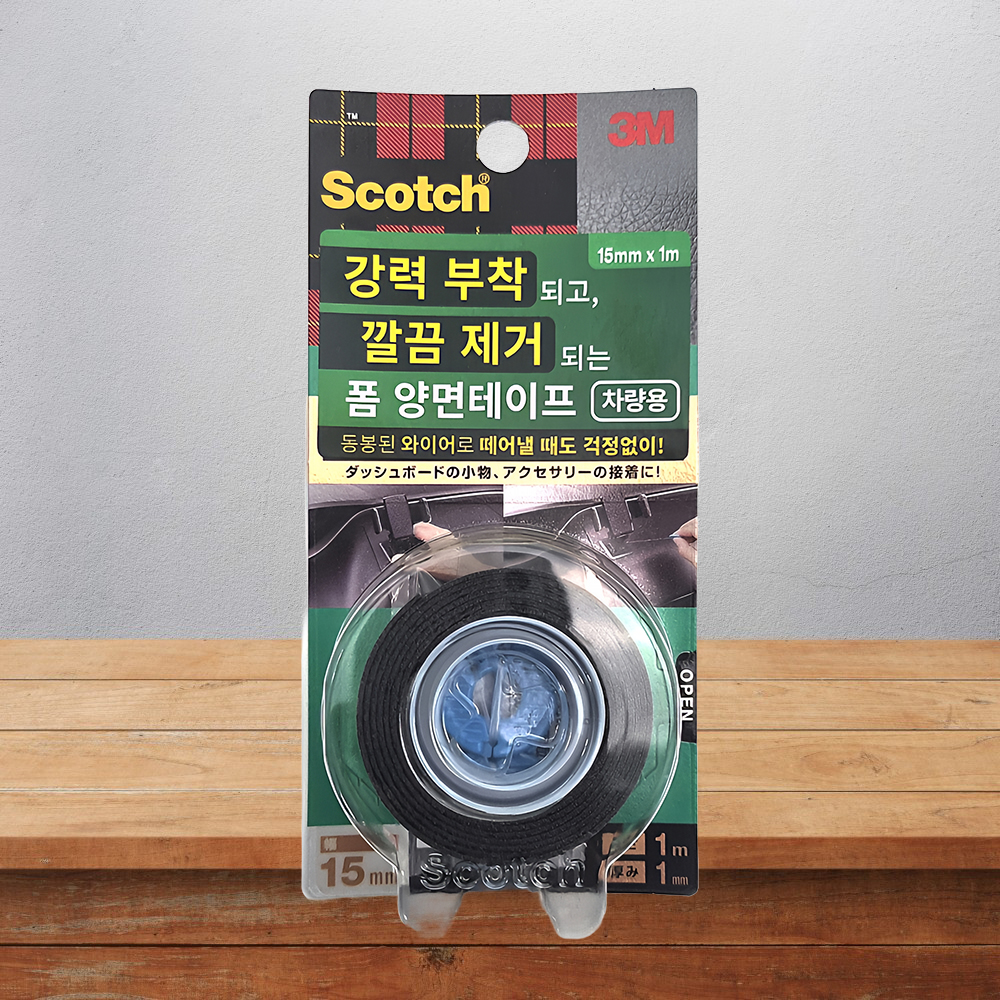 ™
3M
Scotch®
15mm x 1m
강력 부착 되고,
깔끔 제거 되는
폼 양면테이프 차량용
동봉된 와이어로 떼어낼 때도 걱정없이!
ダッシュボードの小物、アクセサリーの接着に!
OPEN
幅
15mm
1m
厚み 1mm
Scotch